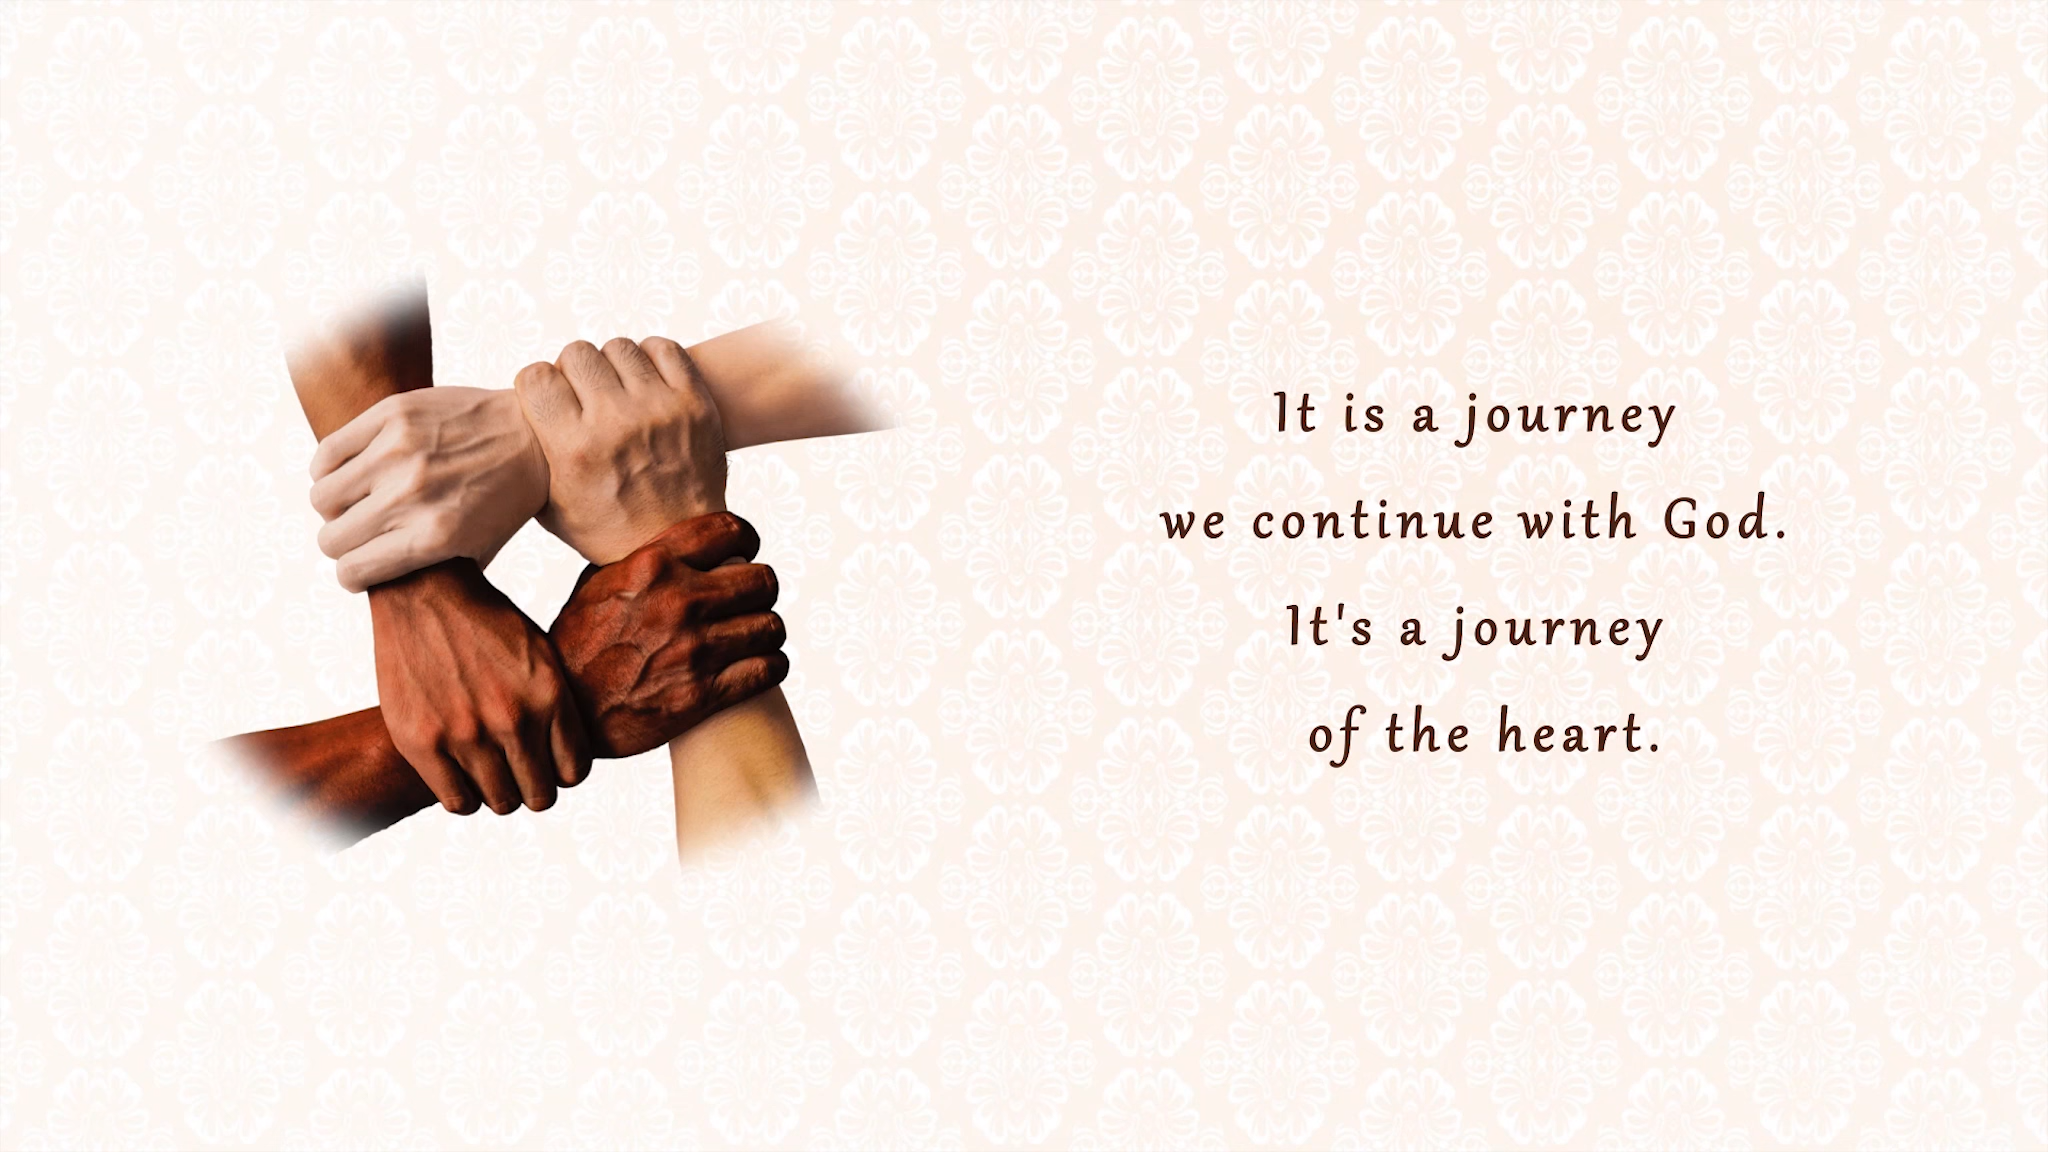 It is a journey
we continue with God.
It's a journey
of the heart.